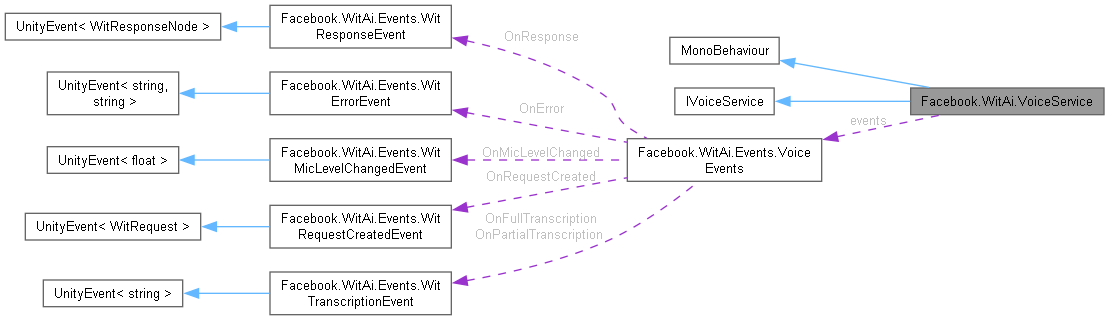 UnityEvent< WitResponseNode >
Facebook.WitAi.Events.Wit
ResponseEvent
OnResponse
UnityEvent< string,
string >
Facebook.WitAi.Events.Wit
ErrorEvent
OnError
UnityEvent< float >
Facebook.WitAi.Events.Wit
MicLevelChangedEvent
OnMicLevelChanged
UnityEvent< WitRequest >
Facebook.WitAi.Events.Wit
RequestCreatedEvent
OnRequestCreated
UnityEvent< string >
Facebook.WitAi.Events.Wit
TranscriptionEvent
OnFullTranscription
OnPartialTranscription
Facebook.WitAi.Events.Voice
Events
MonoBehaviour
IVoiceService
events
Facebook.WitAi.VoiceService